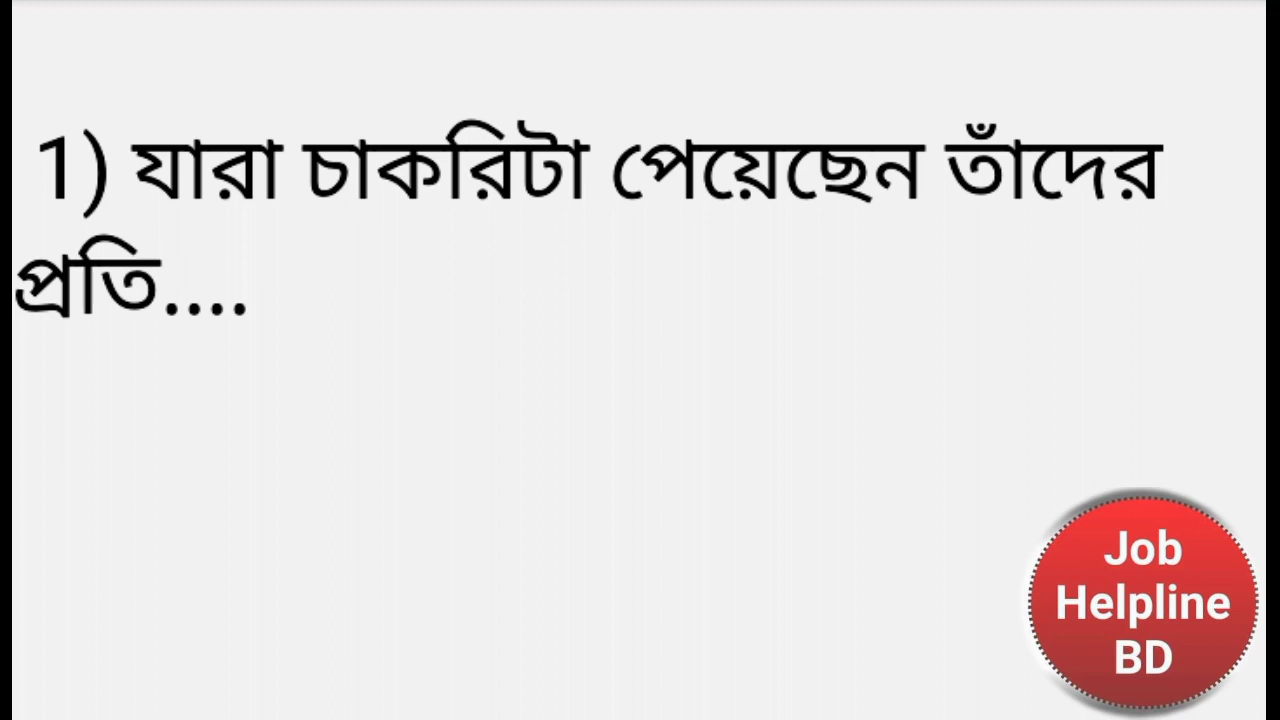 1) যারা চাকরিটা পেয়েছেন তাঁদের
প্রতি....
Job
Helpline
BD